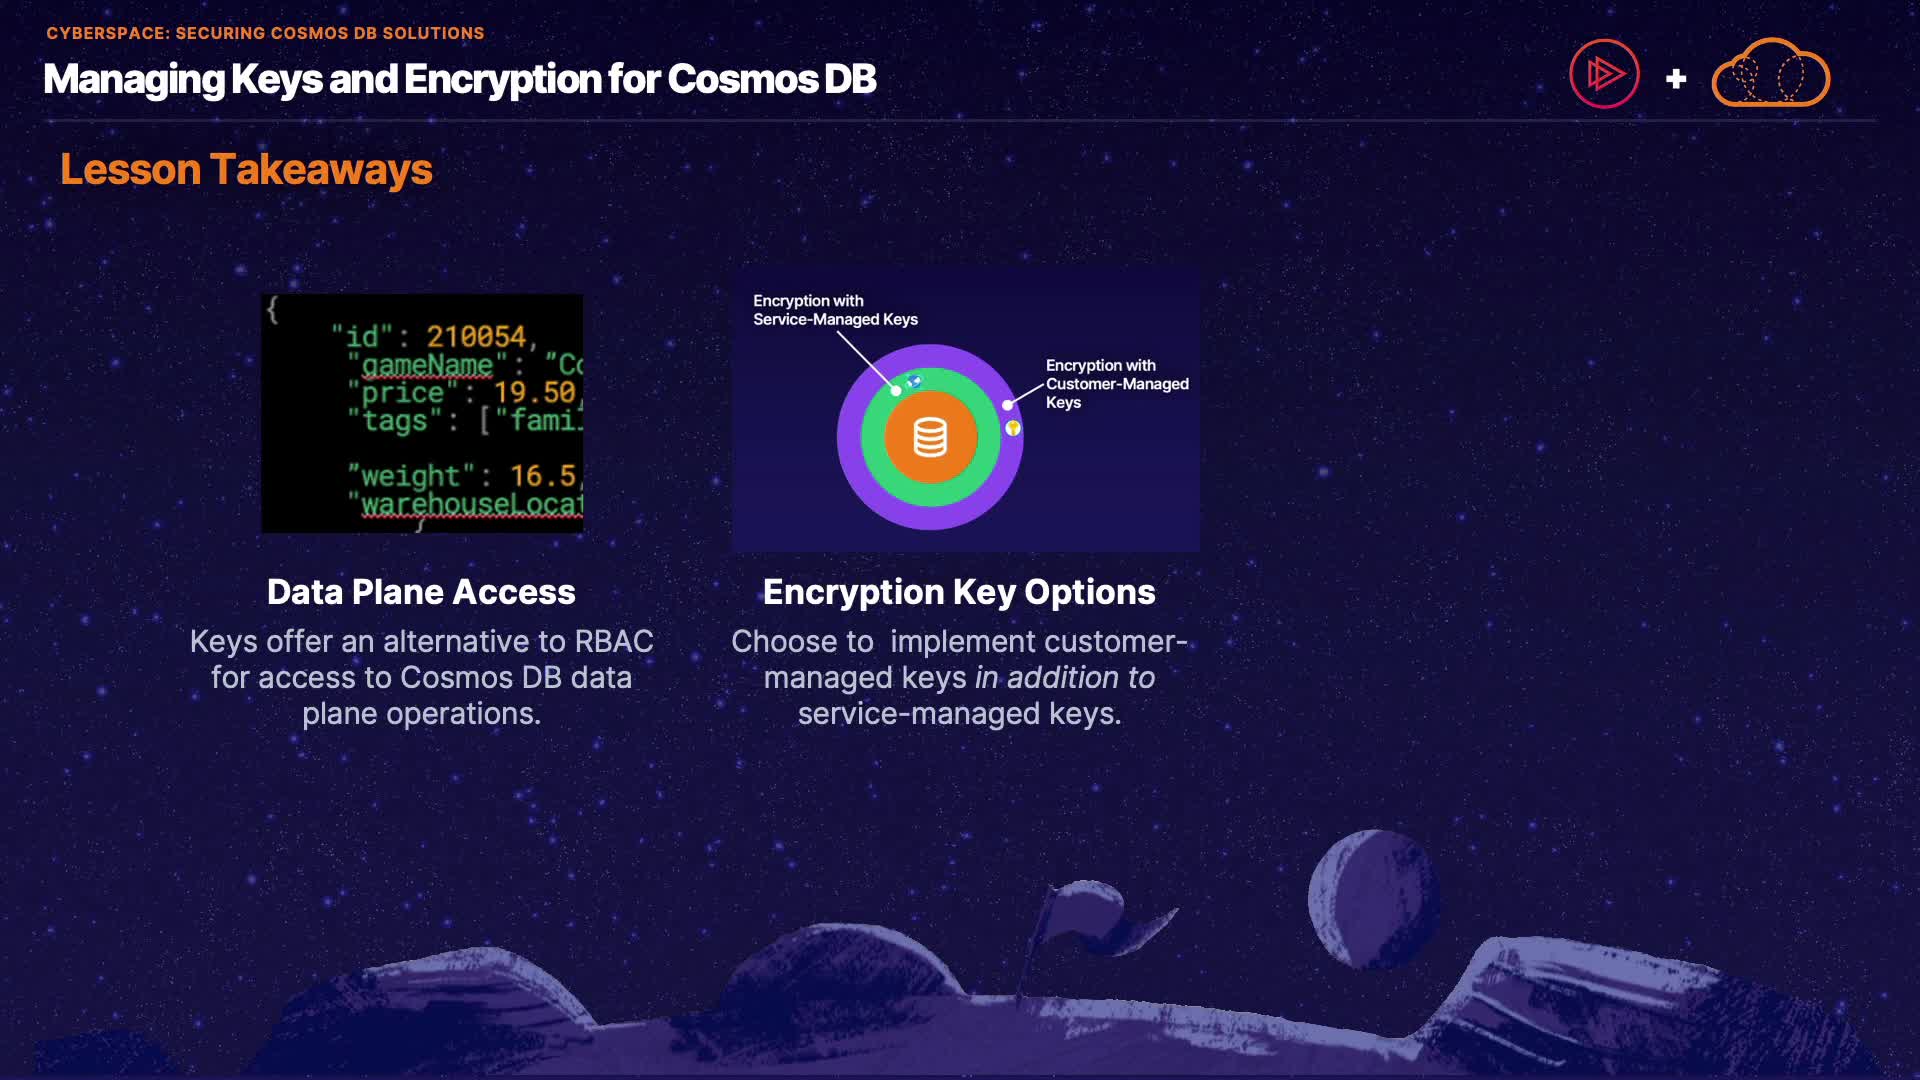 CYBERSPACE: SECURING COSMOS DB SOLUTIONS
Managing Keys and Encryption for Cosmos DB
+
Lesson Takeaways
{
"id": 210054,
"gameName": "Co
"price": 19.50,
"tags": ["fami
"weight": 16.5,
"warehouseLocat
}
Data Plane Access
Keys offer an alternative to RBAC
for access to Cosmos DB data
plane operations.
Encryption with
Service-Managed Keys
Encryption with
Customer-Managed
Keys
Encryption Key Options
Choose to  implement customer-
managed keys in addition to
service-managed keys.